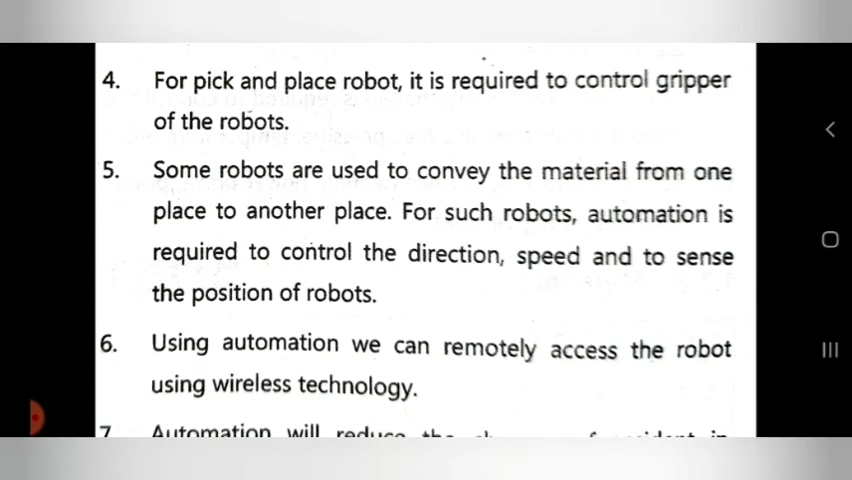 4. For pick and place robot, it is required to control gripper
of the robots.
5. Some robots are used to convey the material from one
place to another place. For such robots, automation is
required to control the direction, speed and to sense
the position of robots.
6. Using automation we can remotely access the robot
using wireless technology.
7 Automation will reduce the